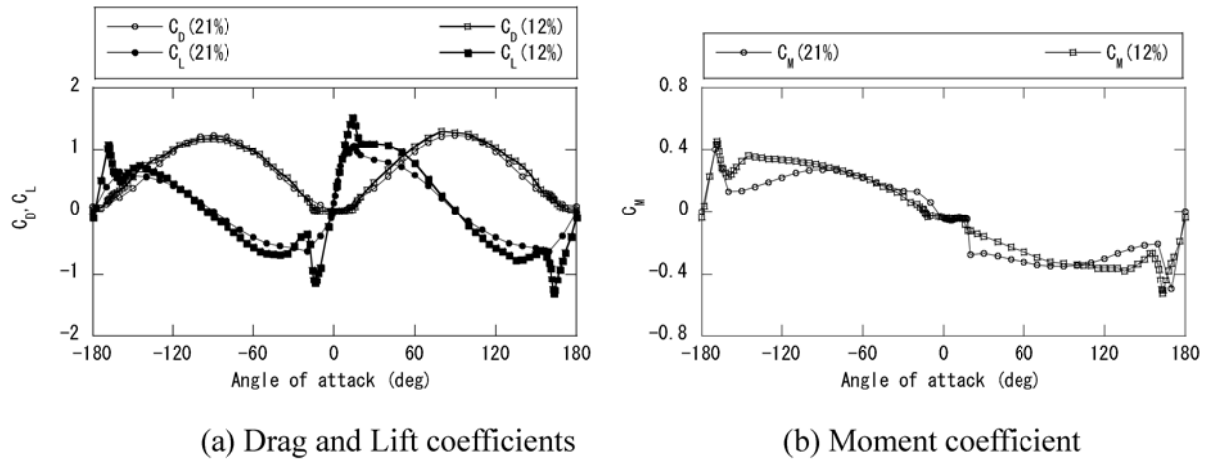 C_D(21%) C_D(12%)
C_L(21%) C_L(12%)
2
1
0
-1
-2
C_D, C_L
-180 -120 -60 0 60 120 180
Angle of attack (deg)
(a) Drag and Lift coefficients
C_M(21%) C_M(12%)
0.8
0.4
0
-0.4
-0.8
C_M
-180 -120 -60 0 60 120 180
Angle of attack (deg)
(b) Moment coefficient